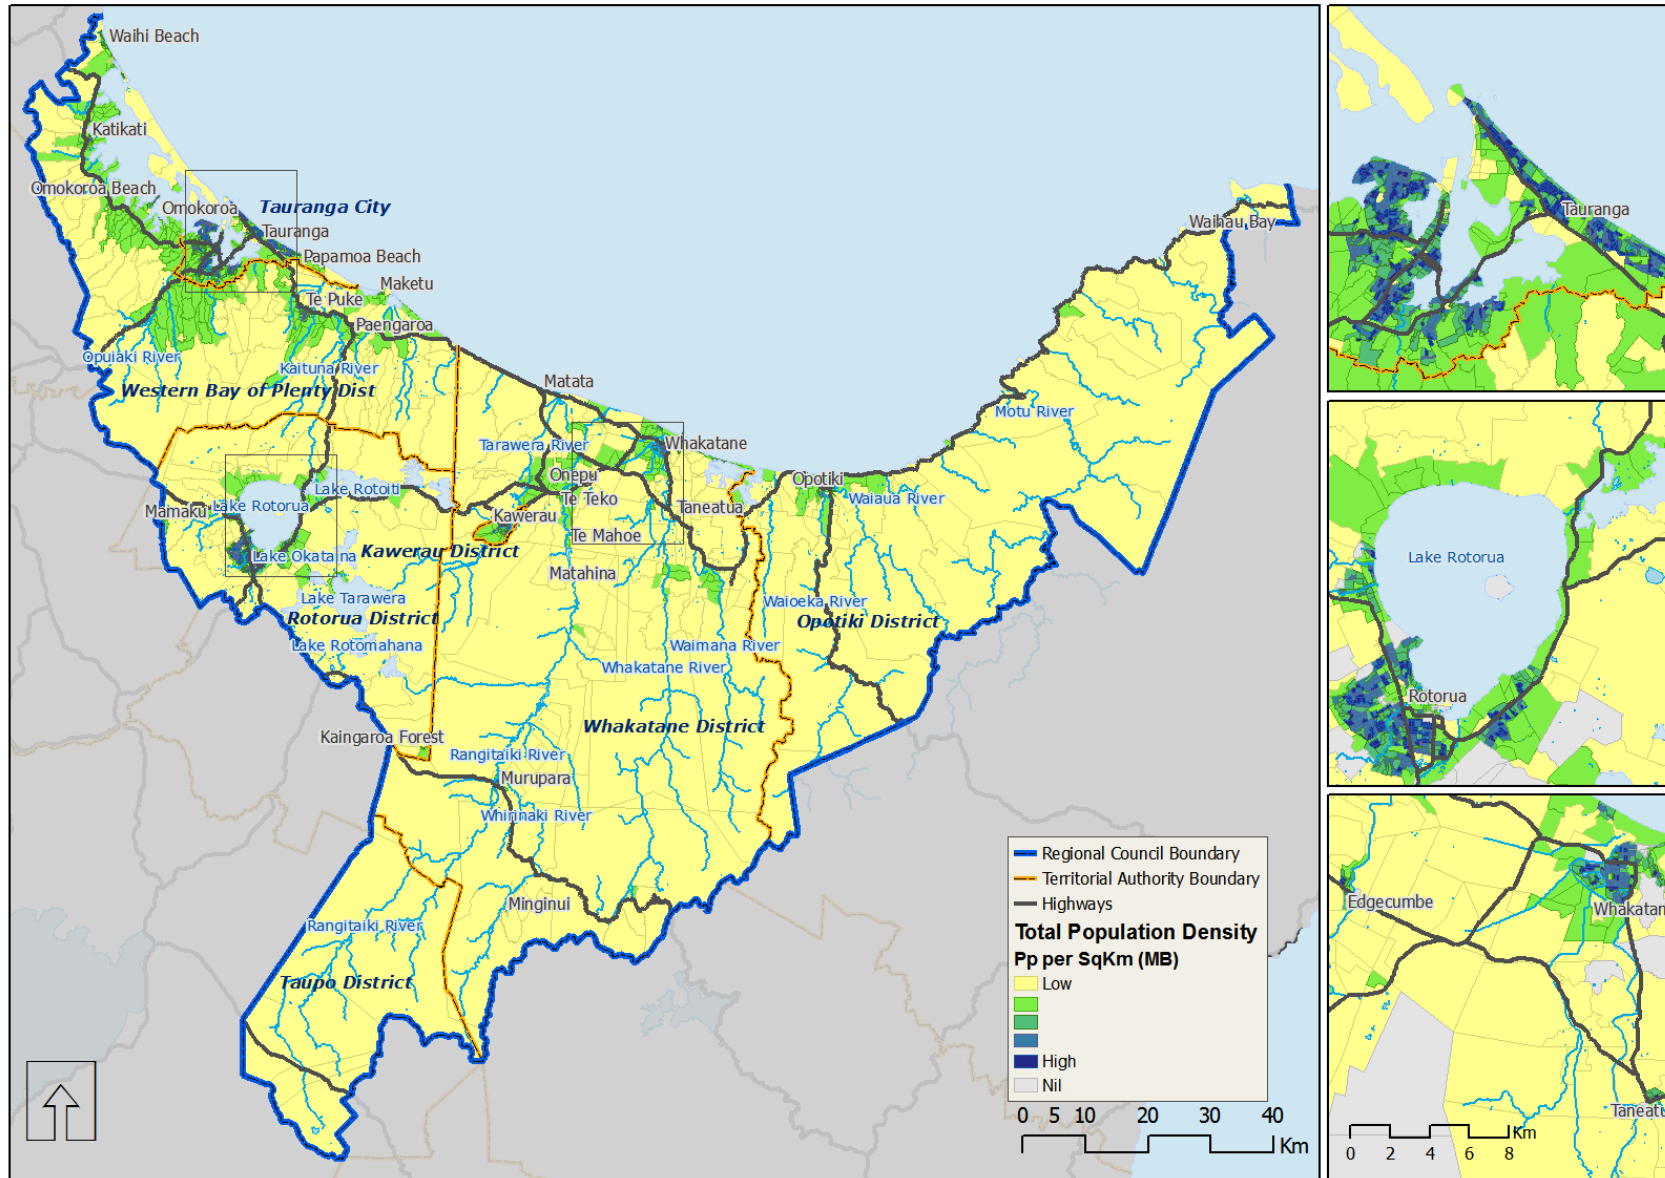 Waihi Beach
Katikati
Omokoroa Beach
Omokoroa
Tauranga City
Tauranga
Papamoa Beach
Maketu
Te Puke
Paengaroa
Opuiaki River
Kaituna River
Western Bay of Plenty Dist
Waihau Bay
Motu River
Matata
Tarawera River
Whakatane
Onepu
Te Teko
Opotiki
Waiaua River
Taneatua
Kawerau
Te Mahoe
Lake Rotoiti
Lake Rotorua
Mamaku
Lake Okataina
Kawerau District
Matahina
Lake Tarawera
Rotorua District
Waioeka River
Opotiki District
Lake Rotomahana
Waimana River
Whakatane River
Whakatane District
Kaingaroa Forest
Rangitaiki River
Murupara
Whirinaki River
Minginui
Rangitaiki River
Taupo District
Regional Council Boundary
Territorial Authority Boundary
Highways
Total Population Density
Pp per SqKm (MB)
Low
High
Nil
0 5 10 20 30 40
Km
Tauranga
Lake Rotorua
Rotorua
Edgecumbe
Whakatan
Taneatu
Km
0 2 4 6 8